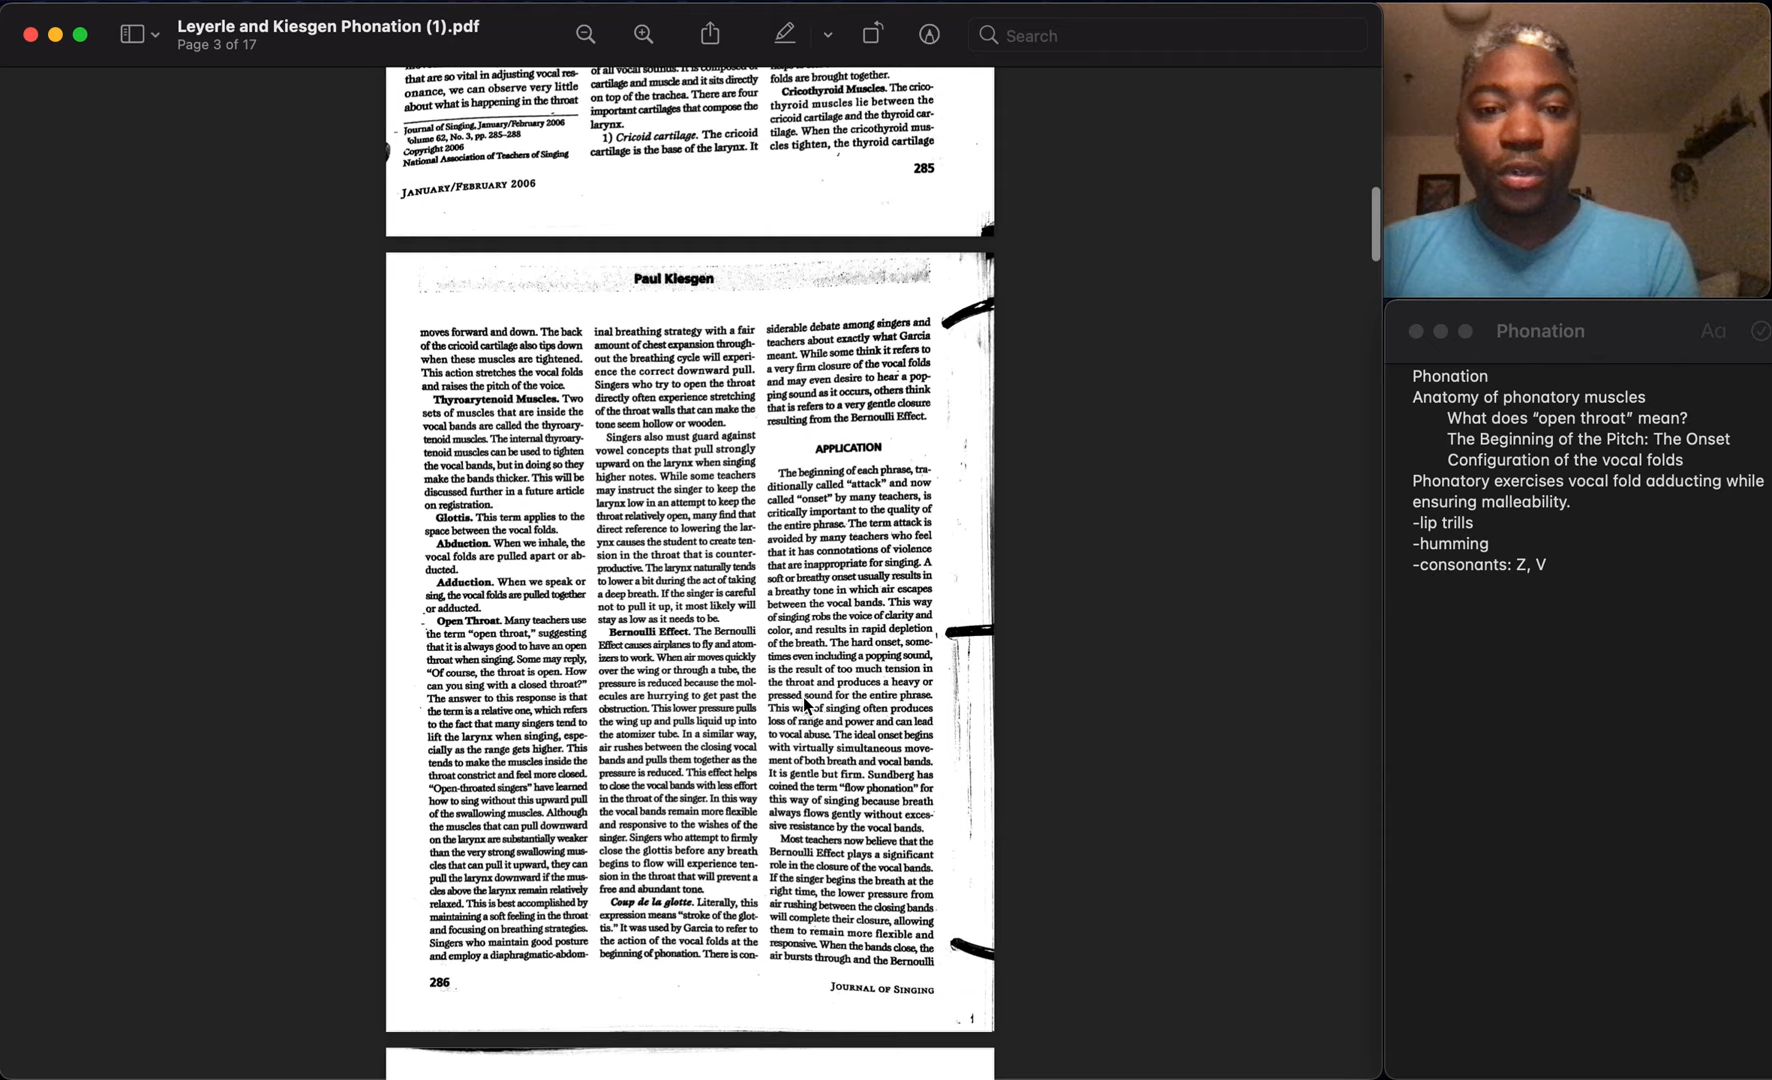 Leyerle and Kiesgen Phonation (1).pdf
Page 3 of 17
Search
that are so vital in adjusting vocal res-
onance, we can observe very little
about what is happening in the throat
Journal of Singing, January/February 2006
olume 62, No. 3, pp. 285–288
Copyright 2006
National Association of Teachers of Singing
JANUARY/FEBRUARY 2006
of all vocal sounds. It is composed of
cartilage and muscle and it sits directly
on top of the trachea. There are four
important cartilages that compose the
larynx.
1) Cricoid cartilage. The cricoid
cartilage is the base of the larynx. It
folds are brought together.
Cricothyroid Muscles. The crico-
thyroid muscles lie between the
cricoid cartilage and the thyroid car-
tilage. When the cricothyroid mus-
cles tighten, the thyroid cartilage
285
Paul Kiesgen
moves forward and down. The back
of the cricoid cartilage also tips down
when these muscles are tightened.
This action stretches the vocal folds
and raises the pitch of the voice.
Thyroarytenoid Muscles. Two
sets of muscles that are inside the
vocal bands are called the thyroary-
tenoid muscles. The internal thyroary-
tenoid muscles can be used to tighten
the vocal bands, but in doing so they
make the bands thicker. This will be
discussed further in a future article
on registration.
Glottis. This term applies to the
space between the vocal folds.
Abduction. When we inhale, the
vocal folds are pulled apart or ab-
ducted.
Adduction. When we speak or
sing, the vocal folds are pulled together
or adducted.
Open Throat. Many teachers use
the term “open throat,” suggesting
that it is always good to have an open
throat when singing. Some may reply,
“Of course, the throat is open. How
can you sing with a closed throat?”
The answer to this response is that
the term is a relative one, which refers
to the fact that many singers tend to
lift the larynx when singing, espe-
cially as the range gets higher. This
tends to make the muscles inside the
throat constrict and feel more closed.
“Open-throated singers” have learned
how to sing without this upward pull
of the swallowing muscles. Although
the muscles that can pull downward
on the larynx are substantially weaker
than the very strong swallowing mus-
cles that can pull it upward, they can
pull the larynx downward if the mus-
cles above the larynx remain relatively
relaxed. This is best accomplished by
maintaining a soft feeling in the throat
and focusing on breathing strategies.
Singers who maintain good posture
and employ a diaphragmatic-abdom-
286
inal breathing strategy with a fair
amount of chest expansion through-
out the breathing cycle will experi-
ence the correct downward pull.
Singers who try to open the throat
directly often experience stretching
of the throat walls that can make the
tone seem hollow or wooden.
Singers also must guard against
vowel concepts that pull strongly
upward on the larynx when singing
higher notes. While some teachers
may instruct the singer to keep the
larynx low in an attempt to keep the
throat relatively open, many find that
direct reference to lowering the lar-
ynx causes the student to create ten-
sion in the throat that is counter-
productive. The larynx naturally tends
to lower a bit during the act of taking
a deep breath. If the singer is careful
not to pull it up, it most likely will
stay as low as it needs to be.
Bernoulli Effect. The Bernoulli
Effect causes airplanes to fly and atom-
izers to work. When air moves quickly
over the wing or through a tube, the
pressure is reduced because the mol-
ecules are hurrying to get past the
obstruction. This lower pressure pulls
the wing up and pulls liquid up into
the atomizer tube. In a similar way,
air rushes between the closing vocal
bands and pulls them together as the
pressure is reduced. This effect helps
to close the vocal bands with less effort
in the throat of the singer. In this way
the vocal bands remain more flexible
and responsive to the wishes of the
singer. Singers who attempt to firmly
close the glottis before any breath
begins to flow will experience ten-
sion in the throat that will prevent a
free and abundant tone.
Coup de la glotte. Literally, this
expression means “stroke of the glot-
tis.” It was used by Garcia to refer to
the action of the vocal folds at the
beginning of phonation. There is con-
siderable debate among singers and
teachers about exactly what Garcia
meant. While some think it refers to
a very firm closure of the vocal folds
and may even desire to hear a pop-
ping sound as it occurs, others think
that is refers to a very gentle closure
resulting from the Bernoulli Effect.
APPLICATION
The beginning of each phrase, tra-
ditionally called “attack” and now
called “onset” by many teachers, is
critically important to the quality of
the entire phrase. The term attack is
avoided by many teachers who feel
that it has connotations of violence
that are inappropriate for singing. A
soft or breathy onset usually results in
a breathy tone in which air escapes
between the vocal bands. This way
of singing robs the voice of clarity and
color, and results in rapid depletion
of the breath. The hard onset, some-
times even including a popping sound,
is the result of too much tension in
the throat and produces a heavy or
pressed sound for the entire phrase.
This way of singing often produces
loss of range and power and can lead
to vocal abuse. The ideal onset begins
with virtually simultaneous move-
ment of both breath and vocal bands.
It is gentle but firm. Sundberg has
coined the term “flow phonation” for
this way of singing because breath
always flows gently without exces-
sive resistance by the vocal bands.
Most teachers now believe that the
Bernoulli Effect plays a significant
role in the closure of the vocal bands.
If the singer begins the breath at the
right time, the lower pressure from
air rushing between the closing bands
will complete their closure, allowing
them to remain more flexible and
responsive. When the bands close, the
air bursts through and the Bernoulli
JOURNAL OF SINGING
Phonation
Aa
Phonation
Anatomy of phonatory muscles
What does “open throat” mean?
The Beginning of the Pitch: The Onset
Configuration of the vocal folds
Phonatory exercises vocal fold adducting while
ensuring malleability.
-lip trills
-humming
-consonants: Z, V